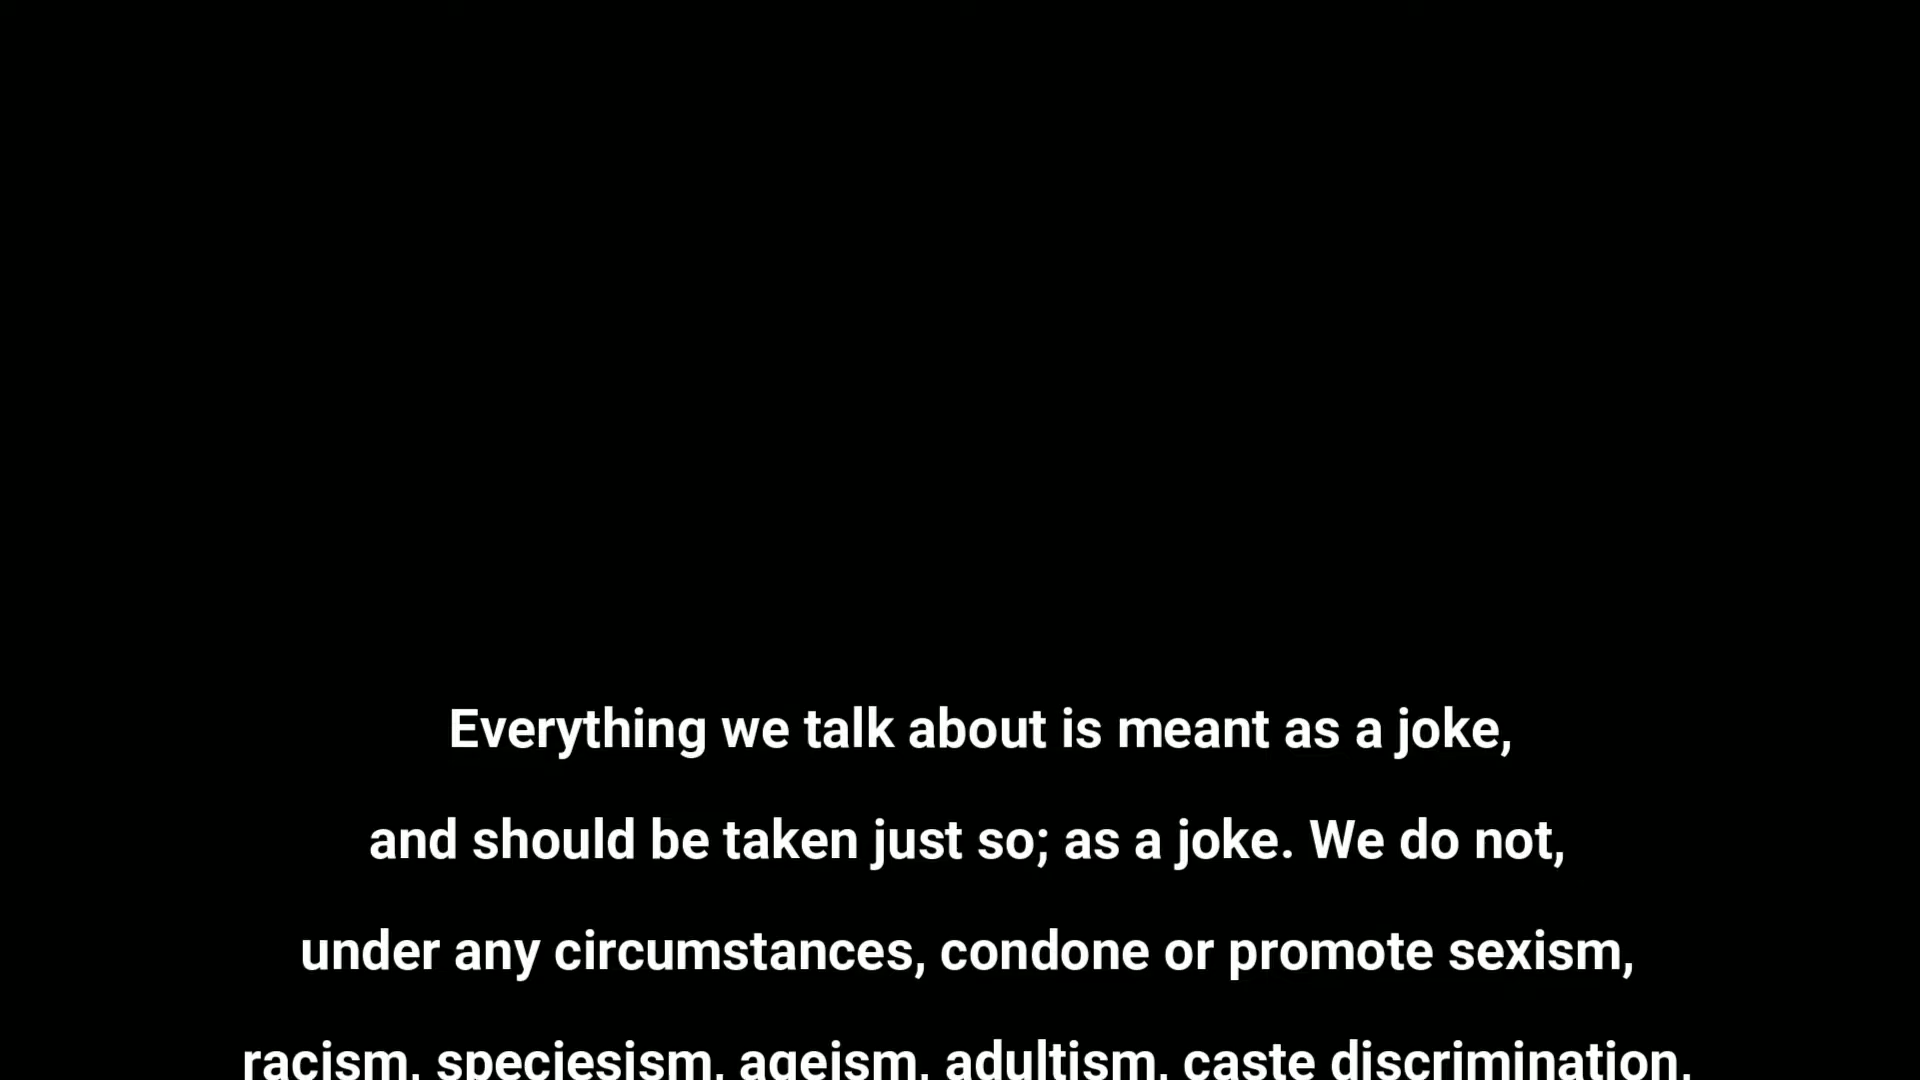 Everything we talk about is meant as a joke,
and should be taken just so; as a joke. We do not,
under any circumstances, condone or promote sexism,
racism, speciesism, ageism, adultism, caste discrimination,